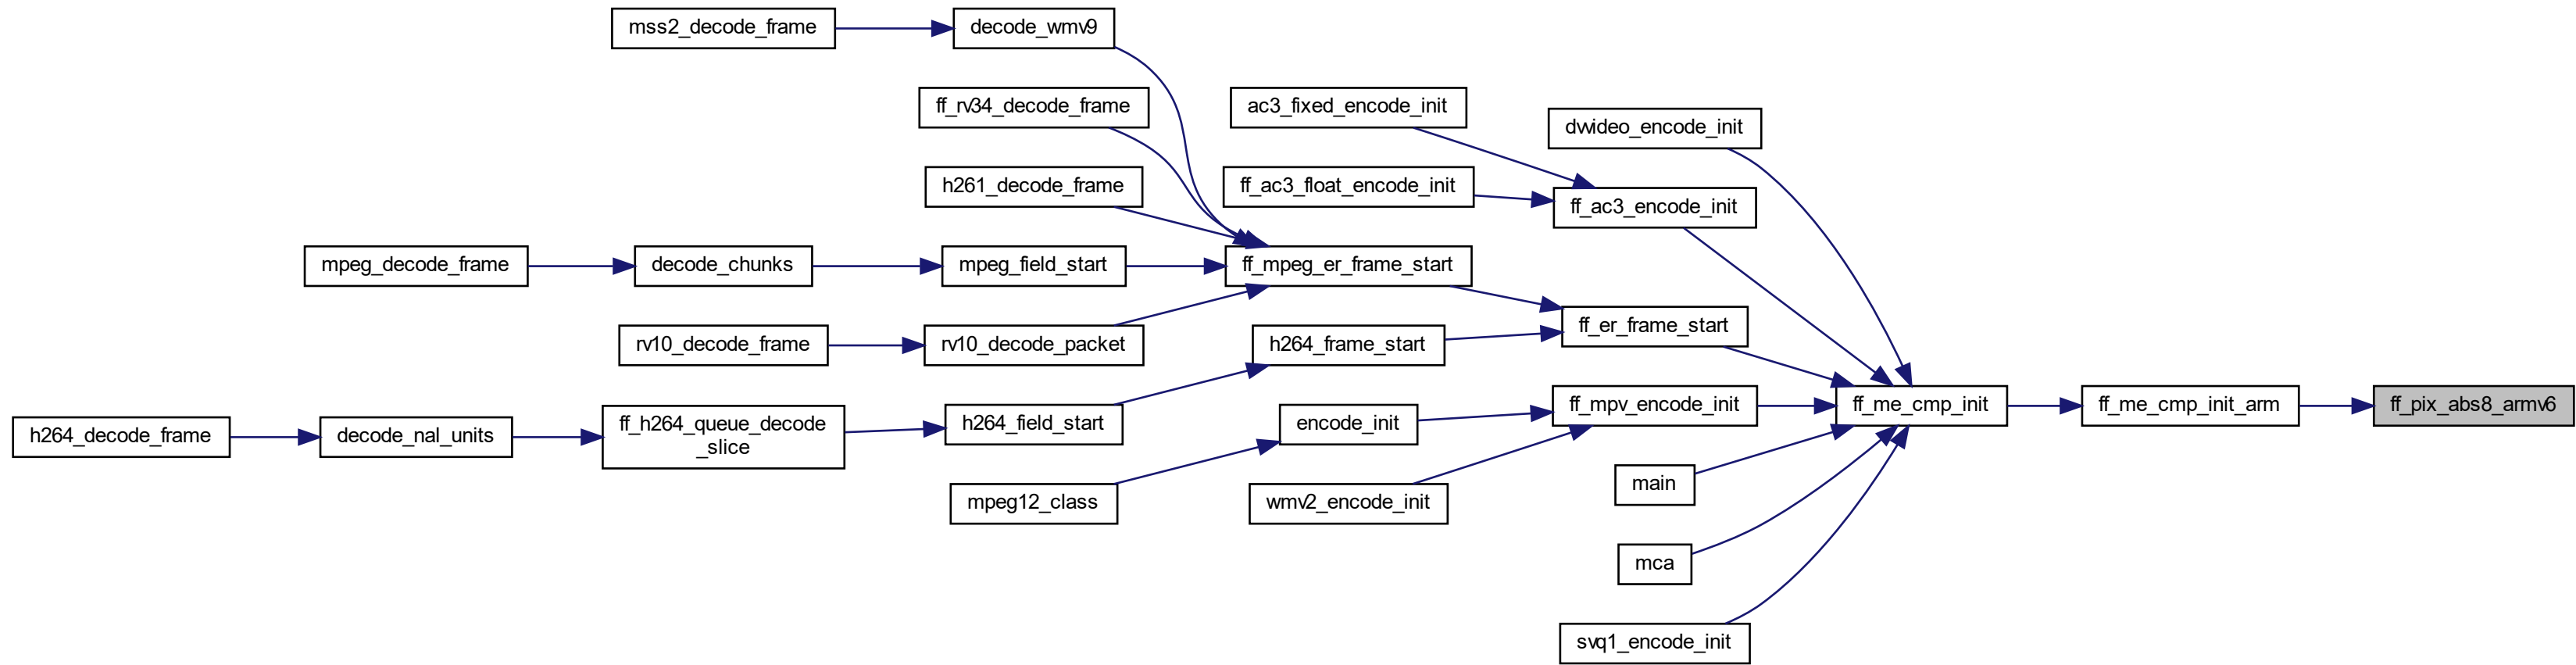 mss2_decode_frame
decode_wmv9
ff_rv34_decode_frame
ac3_fixed_encode_init
dvvideo_encode_init
h261_decode_frame
ff_ac3_float_encode_init
ff_ac3_encode_init
mpeg_decode_frame
decode_chunks
mpeg_field_start
ff_mpeg_er_frame_start
rv10_decode_frame
rv10_decode_packet
h264_frame_start
ff_er_frame_start
h264_decode_frame
decode_nal_units
ff_h264_queue_decode
_slice
h264_field_start
encode_init
ff_mpv_encode_init
ff_me_cmp_init
ff_me_cmp_init_arm
ff_pix_abs8_armv6
mpeg12_class
wmv2_encode_init
main
mca
svq1_encode_init